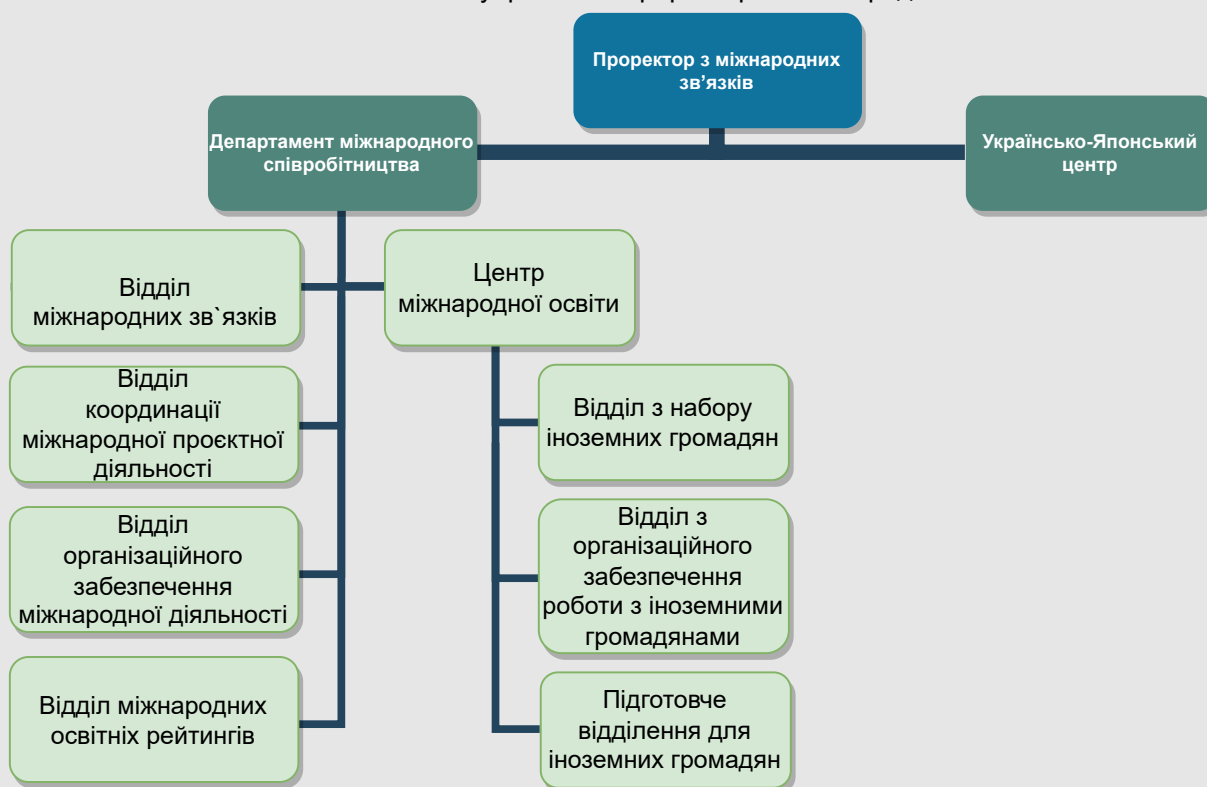 Проректор з міжнародних
зв’язків
Департамент міжнародного
співробітництва
Українсько-Японський
центр
Відділ
міжнародних зв`язків
Центр
міжнародної освіти
Відділ
координації
міжнародної проєктної
діяльності
Відділ з набору
іноземних громадян
Відділ
організаційного
забезпечення
міжнародної діяльності
Відділ з
організаційного
забезпечення
роботи з іноземними
громадянами
Відділ міжнародних
освітніх рейтингів
Підготовче
відділення для
іноземних громадян